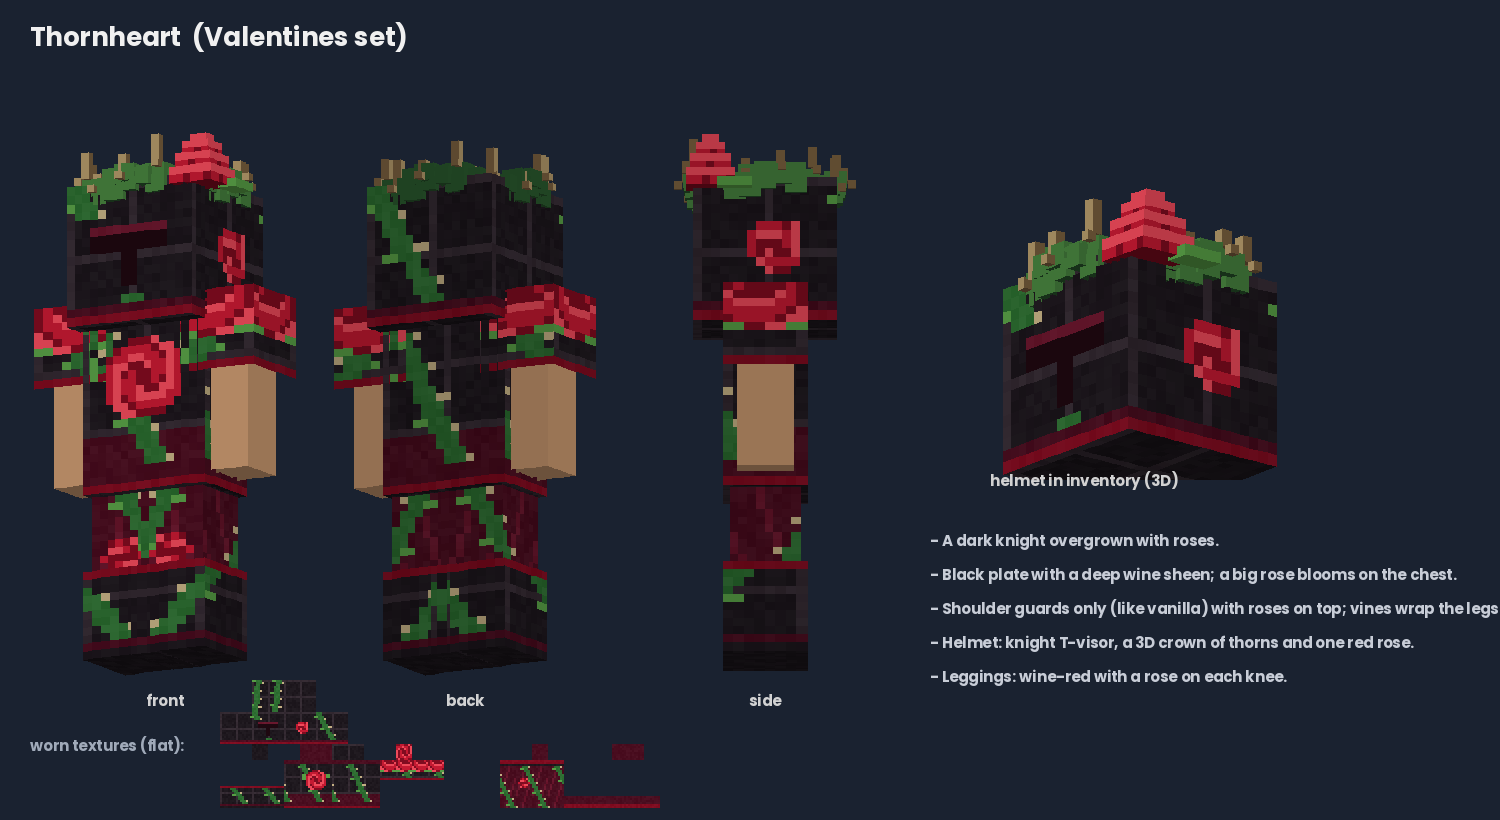 Thornheart (Valentines set)
helmet in inventory (3D)
- A dark knight overgrown with roses.
- Black plate with a deep wine sheen; a big rose blooms on the chest.
- Shoulder guards only (like vanilla) with roses on top; vines wrap the legs
- Helmet: knight T-visor, a 3D crown of thorns and one red rose.
- Leggings: wine-red with a rose on each knee.
front
back
side
worn textures (flat):